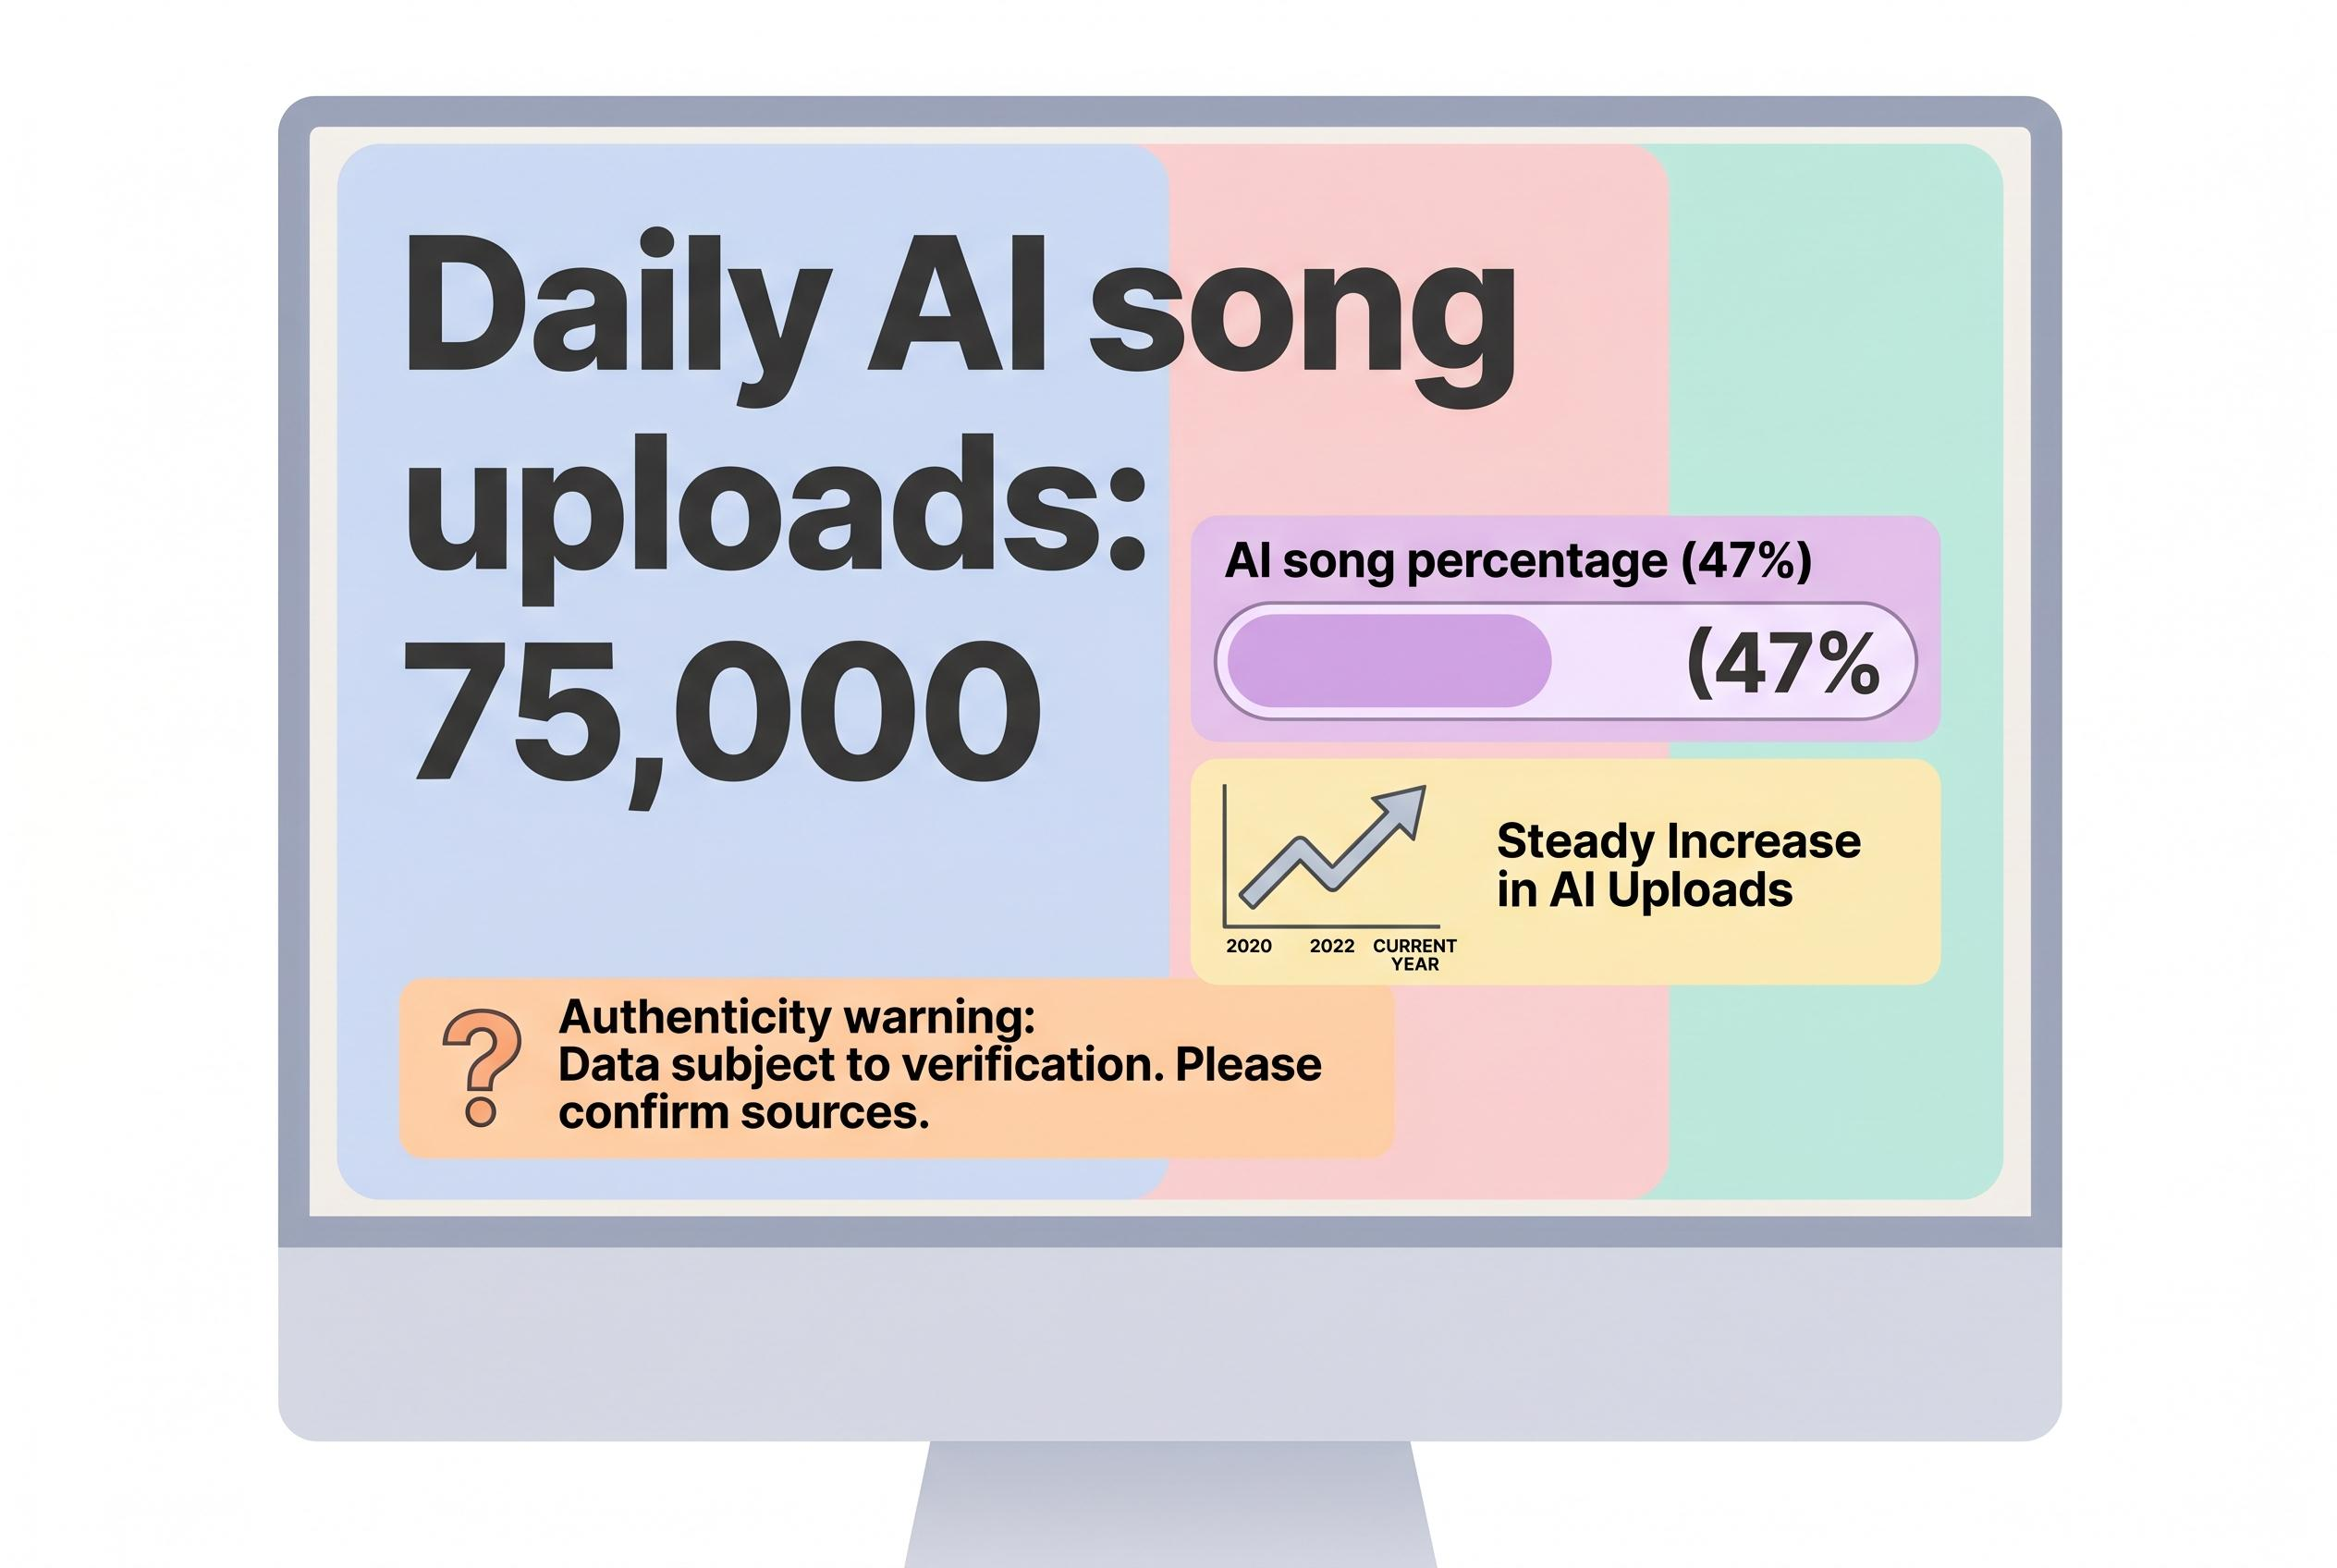 Daily AI song
uploads:
75,000
AI song percentage (47%)
(47%
2020 2022 CURRENT
YEAR
Steady Increase
in AI Uploads
Authenticity warning:
Data subject to verification. Please
confirm sources.